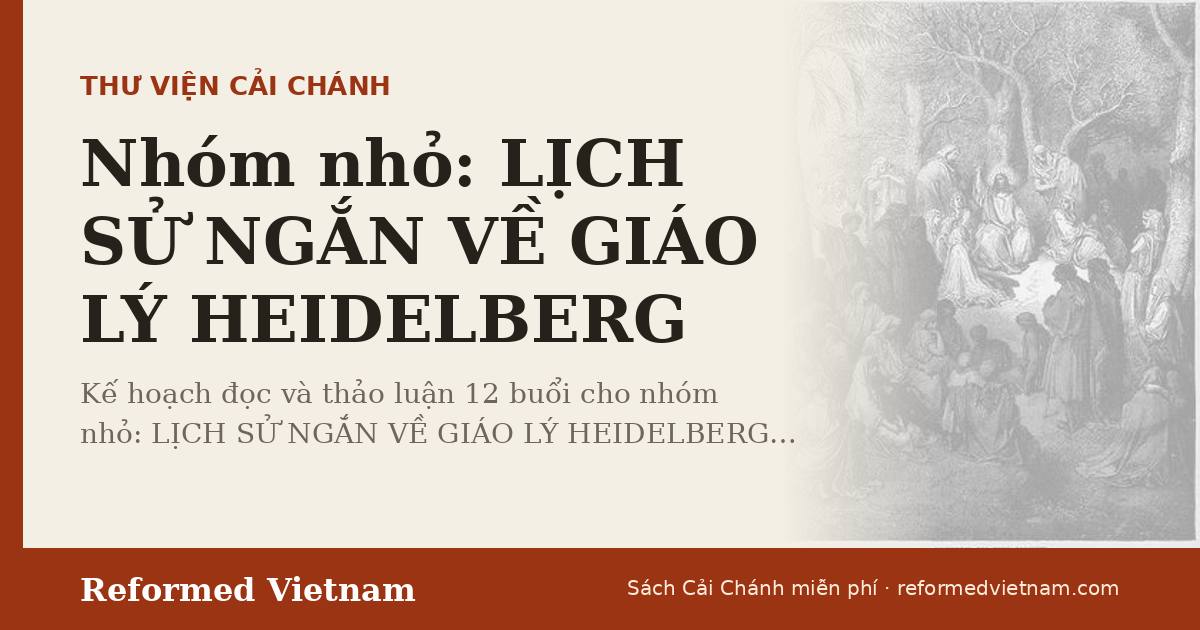 THƯ VIỆN CẢI CHÁNH
Nhóm nhỏ: LỊCH
SỬ NGẮN VỀ GIÁO
LÝ HEIDELBERG
Kế hoạch đọc và thảo luận 12 buổi cho nhóm
nhỏ: LỊCH SỬ NGẮN VỀ GIÁO LÝ HEIDELBERG...
Reformed Vietnam
Sách Cải Chánh miễn phí · reformedvietnam.com